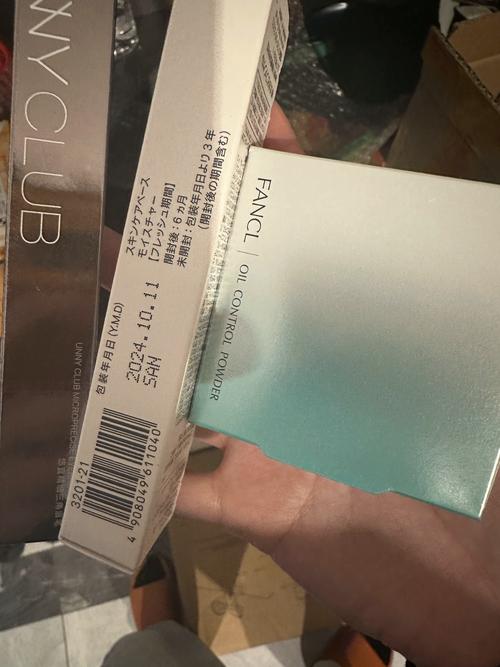 NNY CLUB
UNNY CLUB
スキンケアベース
モイスチャー
【フレッシュ期間】
開封後:6ヵ月
未開封:包装年月日より3年
(開封後の期間含む)
包装年月日(Y.M.D)
2024.10.11
SAN
3201-21
4 908049 611040
FANCL | OIL CONTROL POWDER